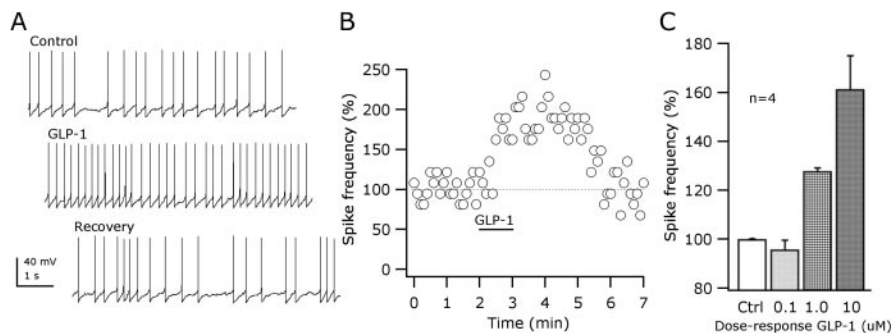 A
Control
GLP-1
Recovery
40 mV
1 s
B
Spike frequency (%)
250
200
150
100
50
0
GLP-1
0 1 2 3 4 5 6 7
Time (min)
C
Spike frequency (%)
180
160
140
120
100
80
n=4
Ctrl 0.1 1.0 10
Dose-response GLP-1 (uM)